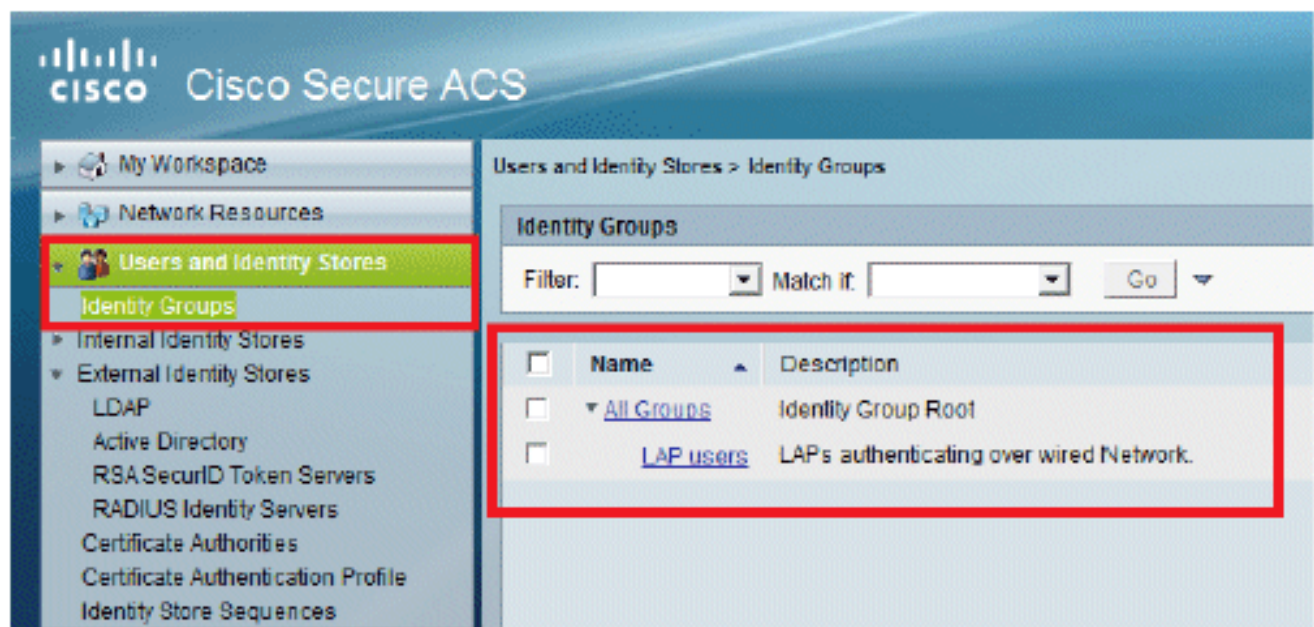 cisco Cisco Secure ACS
My Workspace
Network Resources
Users and Identity Stores
Identity Groups
Internal Identity Stores
External Identity Stores
LDAP
Active Directory
RSA SecurID Token Servers
RADIUS Identity Servers
Certificate Authorities
Certificate Authentication Profile
Identity Store Sequences
Users and Identity Stores > Identity Groups
Identity Groups
Filter: Match if: Go
Name Description
All Groups Identity Group Root
LAP users LAPs authenticating over wired Network.